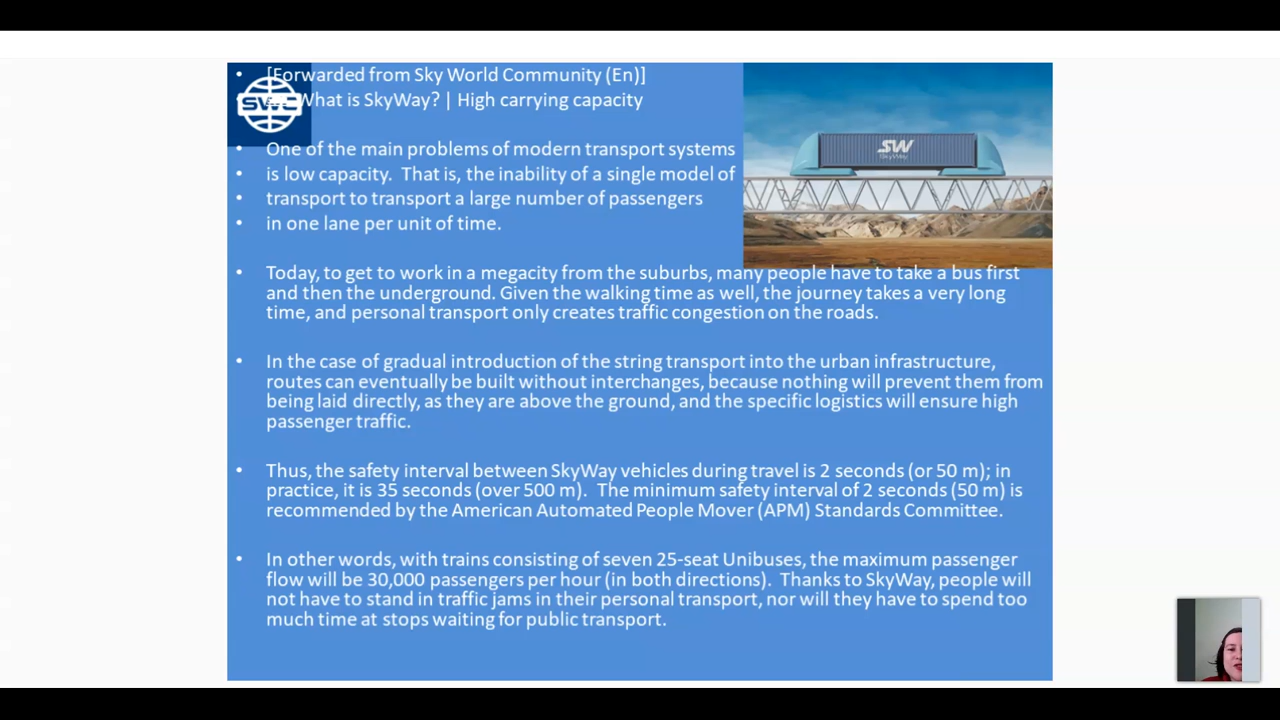 [Forwarded from Sky World Community (En)]
What is SkyWay? | High carrying capacity
SWC
One of the main problems of modern transport systems
is low capacity. That is, the inability of a single model of
transport to transport a large number of passengers
in one lane per unit of time.
SW
SkyWay
Today, to get to work in a megacity from the suburbs, many people have to take a bus first
and then the underground. Given the walking time as well, the journey takes a very long
time, and personal transport only creates traffic congestion on the roads.
In the case of gradual introduction of the string transport into the urban infrastructure,
routes can eventually be built without interchanges, because nothing will prevent them from
being laid directly, as they are above the ground, and the specific logistics will ensure high
passenger traffic.
Thus, the safety interval between SkyWay vehicles during travel is 2 seconds (or 50 m); in
practice, it is 35 seconds (over 500 m). The minimum safety interval of 2 seconds (50 m) is
recommended by the American Automated People Mover (APM) Standards Committee.
In other words, with trains consisting of seven 25-seat Unibuses, the maximum passenger
flow will be 30,000 passengers per hour (in both directions). Thanks to SkyWay, people will
not have to stand in traffic jams in their personal transport, nor will they have to spend too
much time at stops waiting for public transport.